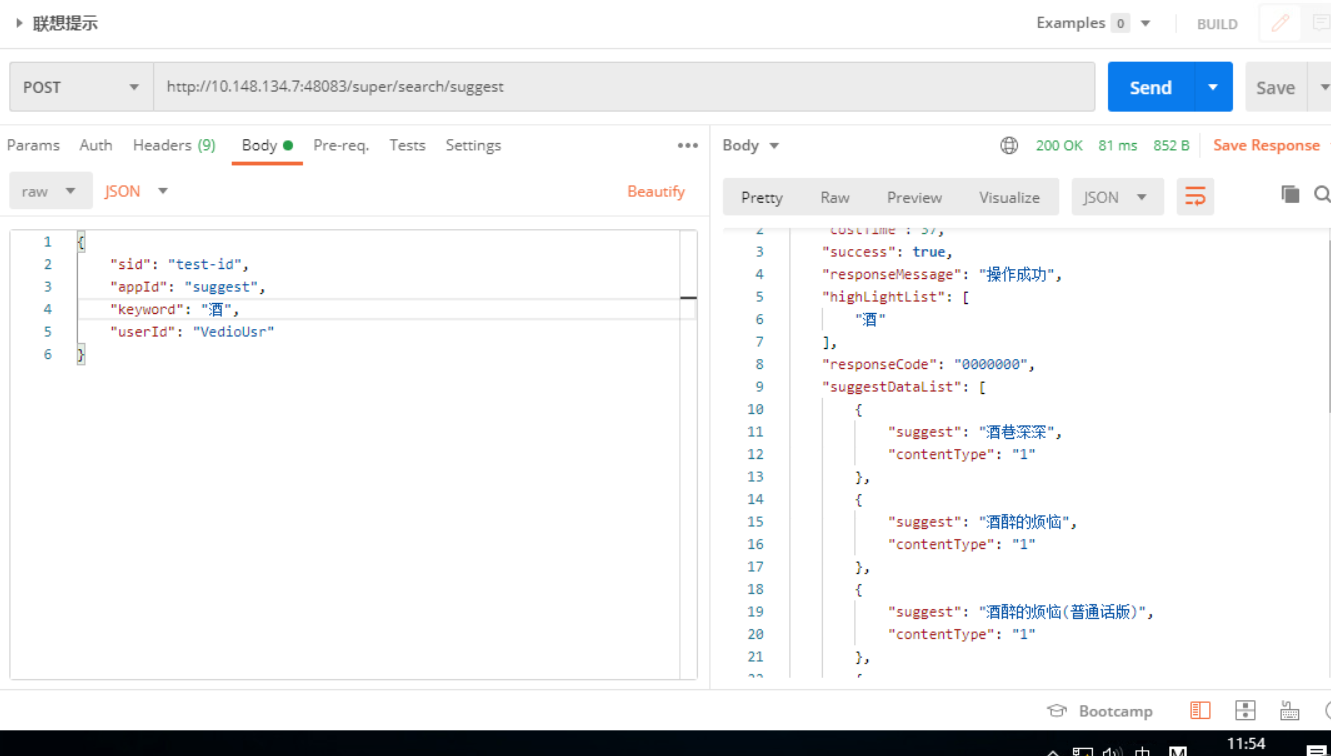 联想提示
Examples 0
BUILD
POST
http://10.148.134.7:48083/super/search/suggest
Send
Save
Params Auth Headers (9) Body Pre-req. Tests Settings
raw JSON Beautify
1 {
2 "sid": "test-id",
3 "appId": "suggest",
4 "keyword": "酒",
5 "userId": "VedioUsr"
6 }
Body 200 OK 81 ms 852 B Save Response
Pretty Raw Preview Visualize JSON
2 "costTime": 37,
3 "success": true,
4 "responseMessage": "操作成功",
5 "highLightList": [
6 "酒"
7 ],
8 "responseCode": "0000000",
9 "suggestDataList": [
10 {
11 "suggest": "酒巷深深",
12 "contentType": "1"
13 },
14 {
15 "suggest": "酒醉的烦恼",
16 "contentType": "1"
17 },
18 {
19 "suggest": "酒醉的烦恼(普通话版)",
20 "contentType": "1"
21 },
22 {
Bootcamp
中 M 11:54